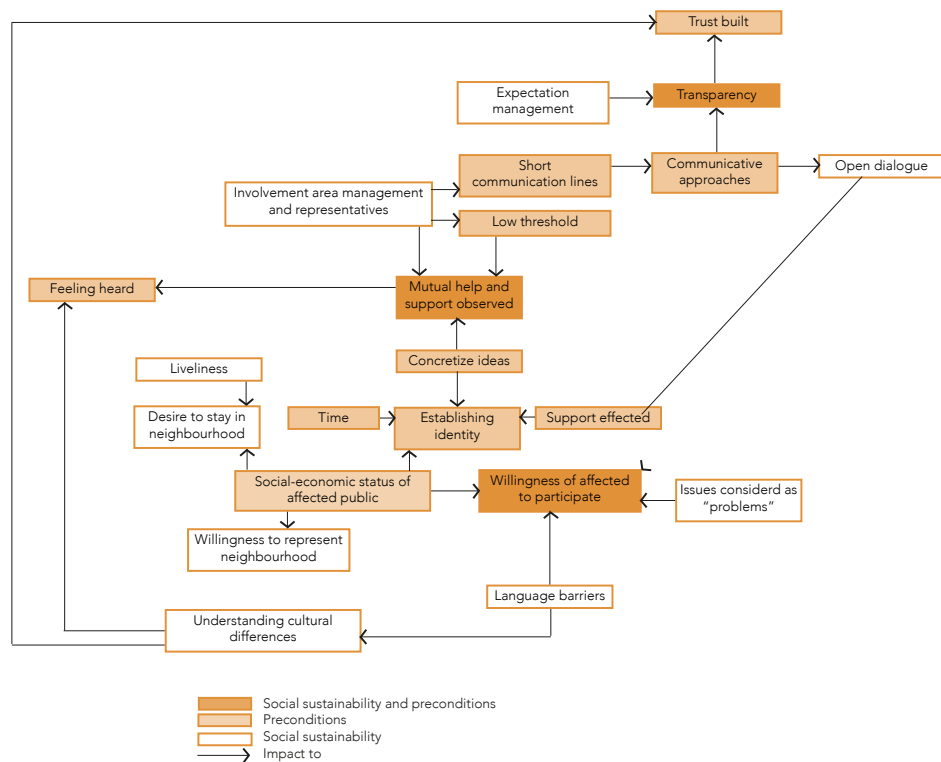 Trust built
Expectation
management
Transparency
Short
communication lines
Communicative
approaches
Open dialogue
Involvement area management
and representatives
Low threshold
Feeling heard
Mutual help and
support observed
Concretize ideas
Liveliness
Desire to stay in
neighbourhood
Time
Establishing
identity
Support effected
Social-economic status of
affected public
Willingness of affected
to participate
Issues considerd as
“problems”
Willingness to represent
neighbourhood
Language barriers
Understanding cultural
differences
Social sustainability and preconditions
Preconditions
Social sustainability
Impact to